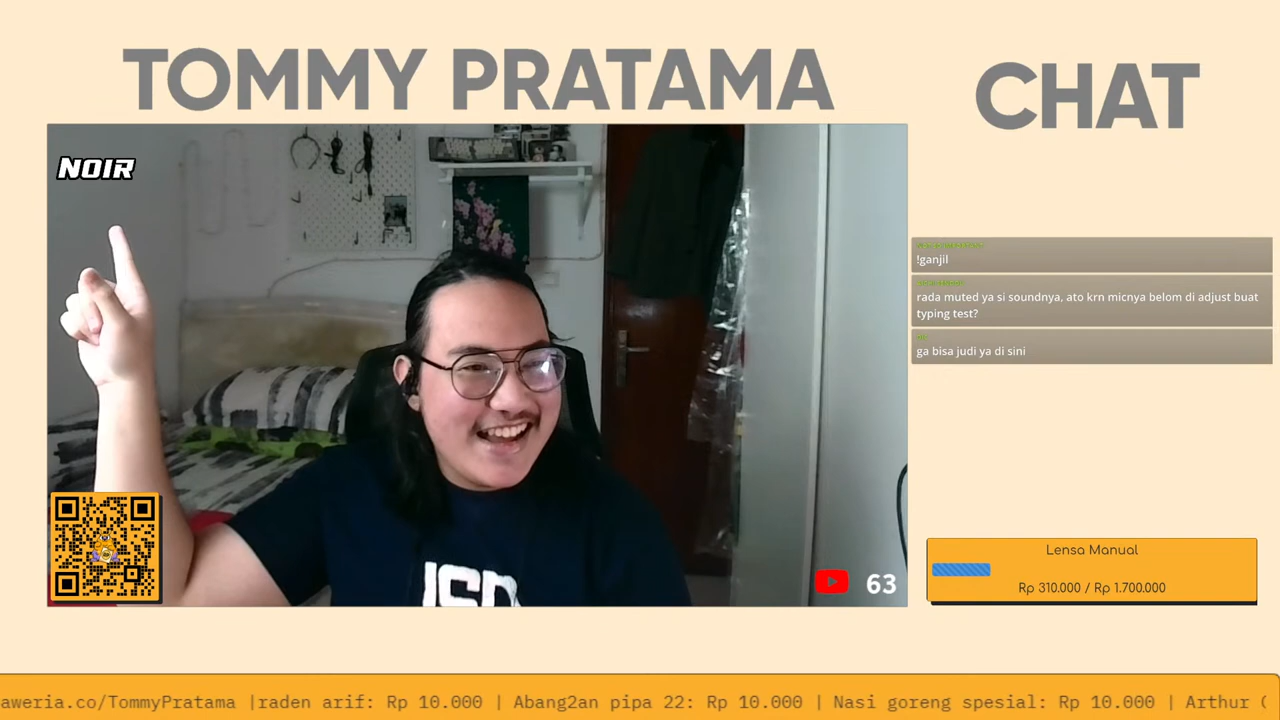 TOMMY PRATAMA
CHAT
NOIR
!ganjil
rada muted ya si soundnya, ato krn micnya belom di adjust buat
typing test?
ga bisa judi ya di sini
Lensa Manual
Rp 310.000 / Rp 1.700.000
63
aweria.co/TommyPratama |raden arif: Rp 10.000 | Abang2an pipa 22: Rp 10.000 | Nasi goreng spesial: Rp 10.000 | Arthur (